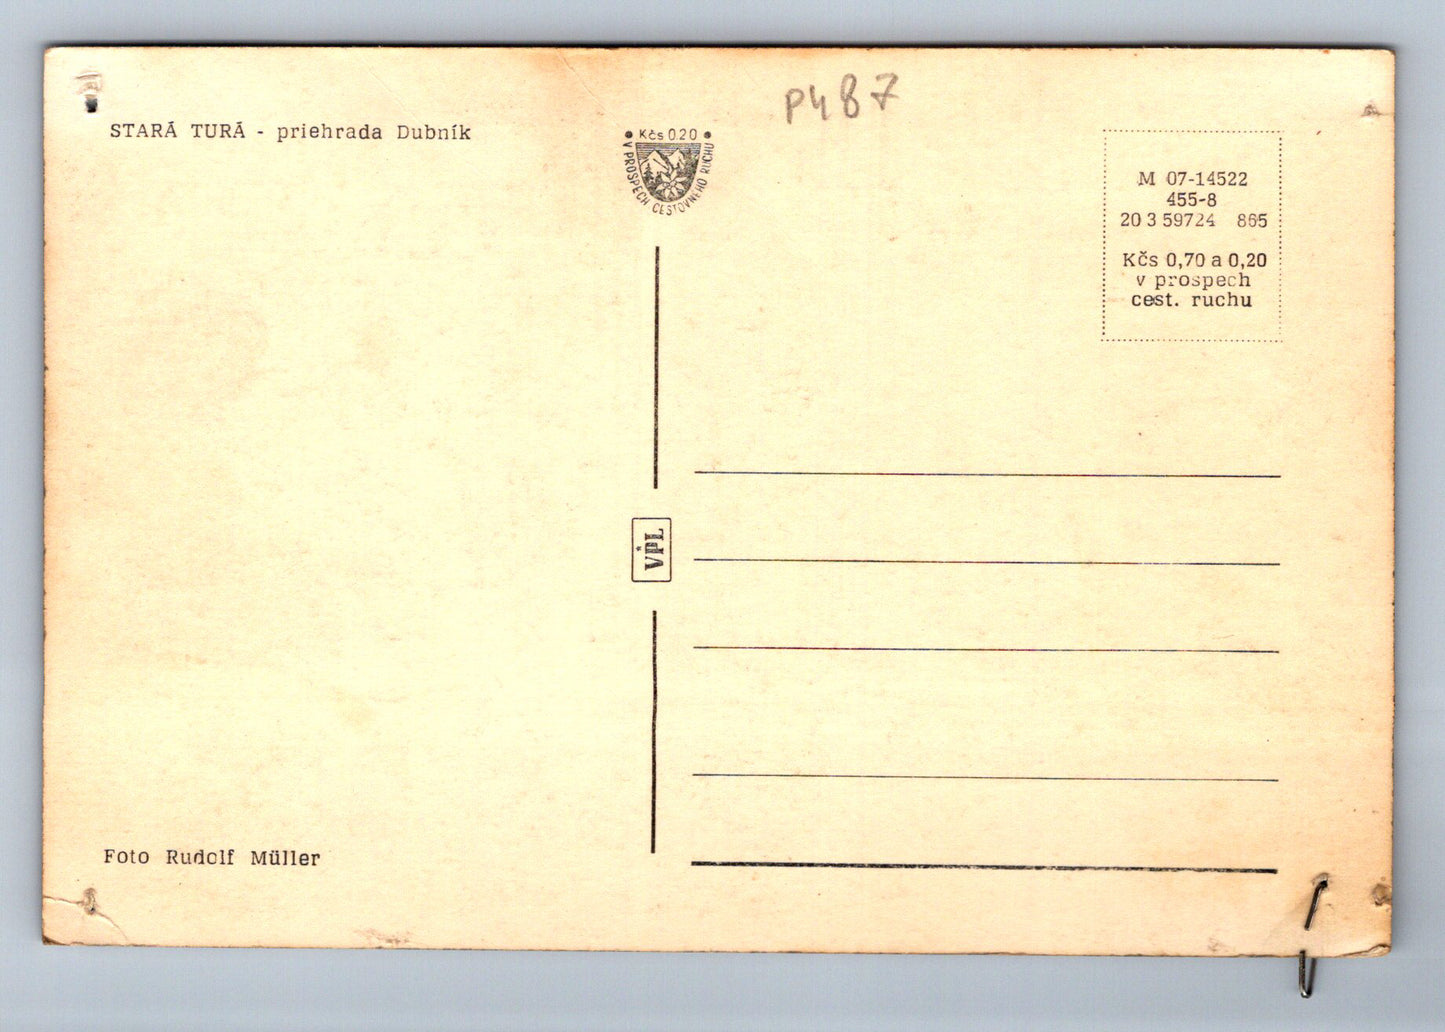 P487
STARÁ TURÁ - priehrada Dubník
Kčs 0.20
V PROSPECH CESTOVNÉHO RUCHU
M 07-14522
455-8
20 3 59724 865
Kčs 0,70 a 0,20
v prospech
cest. ruchu
VPL
Foto Rudolf Müller